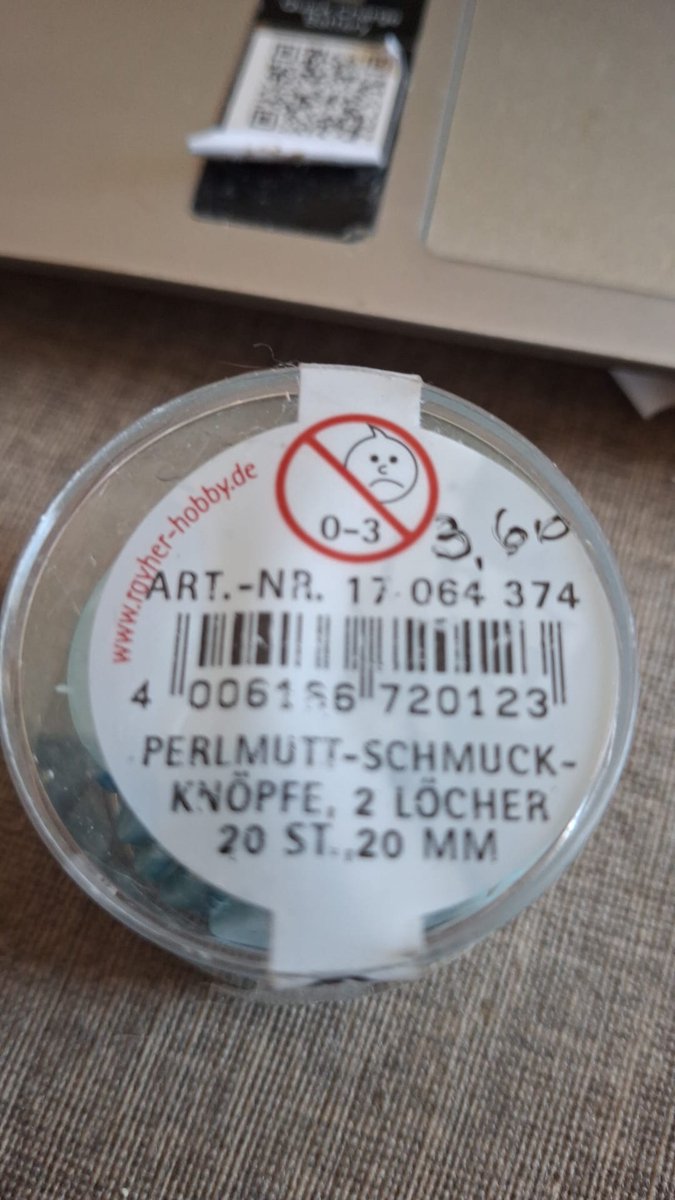 0-3
3,60
www.rayher-hobby.de
ART.-NR. 17 064 374
4 006166 720123
PERLMUTT-SCHMUCK-
KNÖPFE, 2 LÖCHER
20 ST.,20 MM